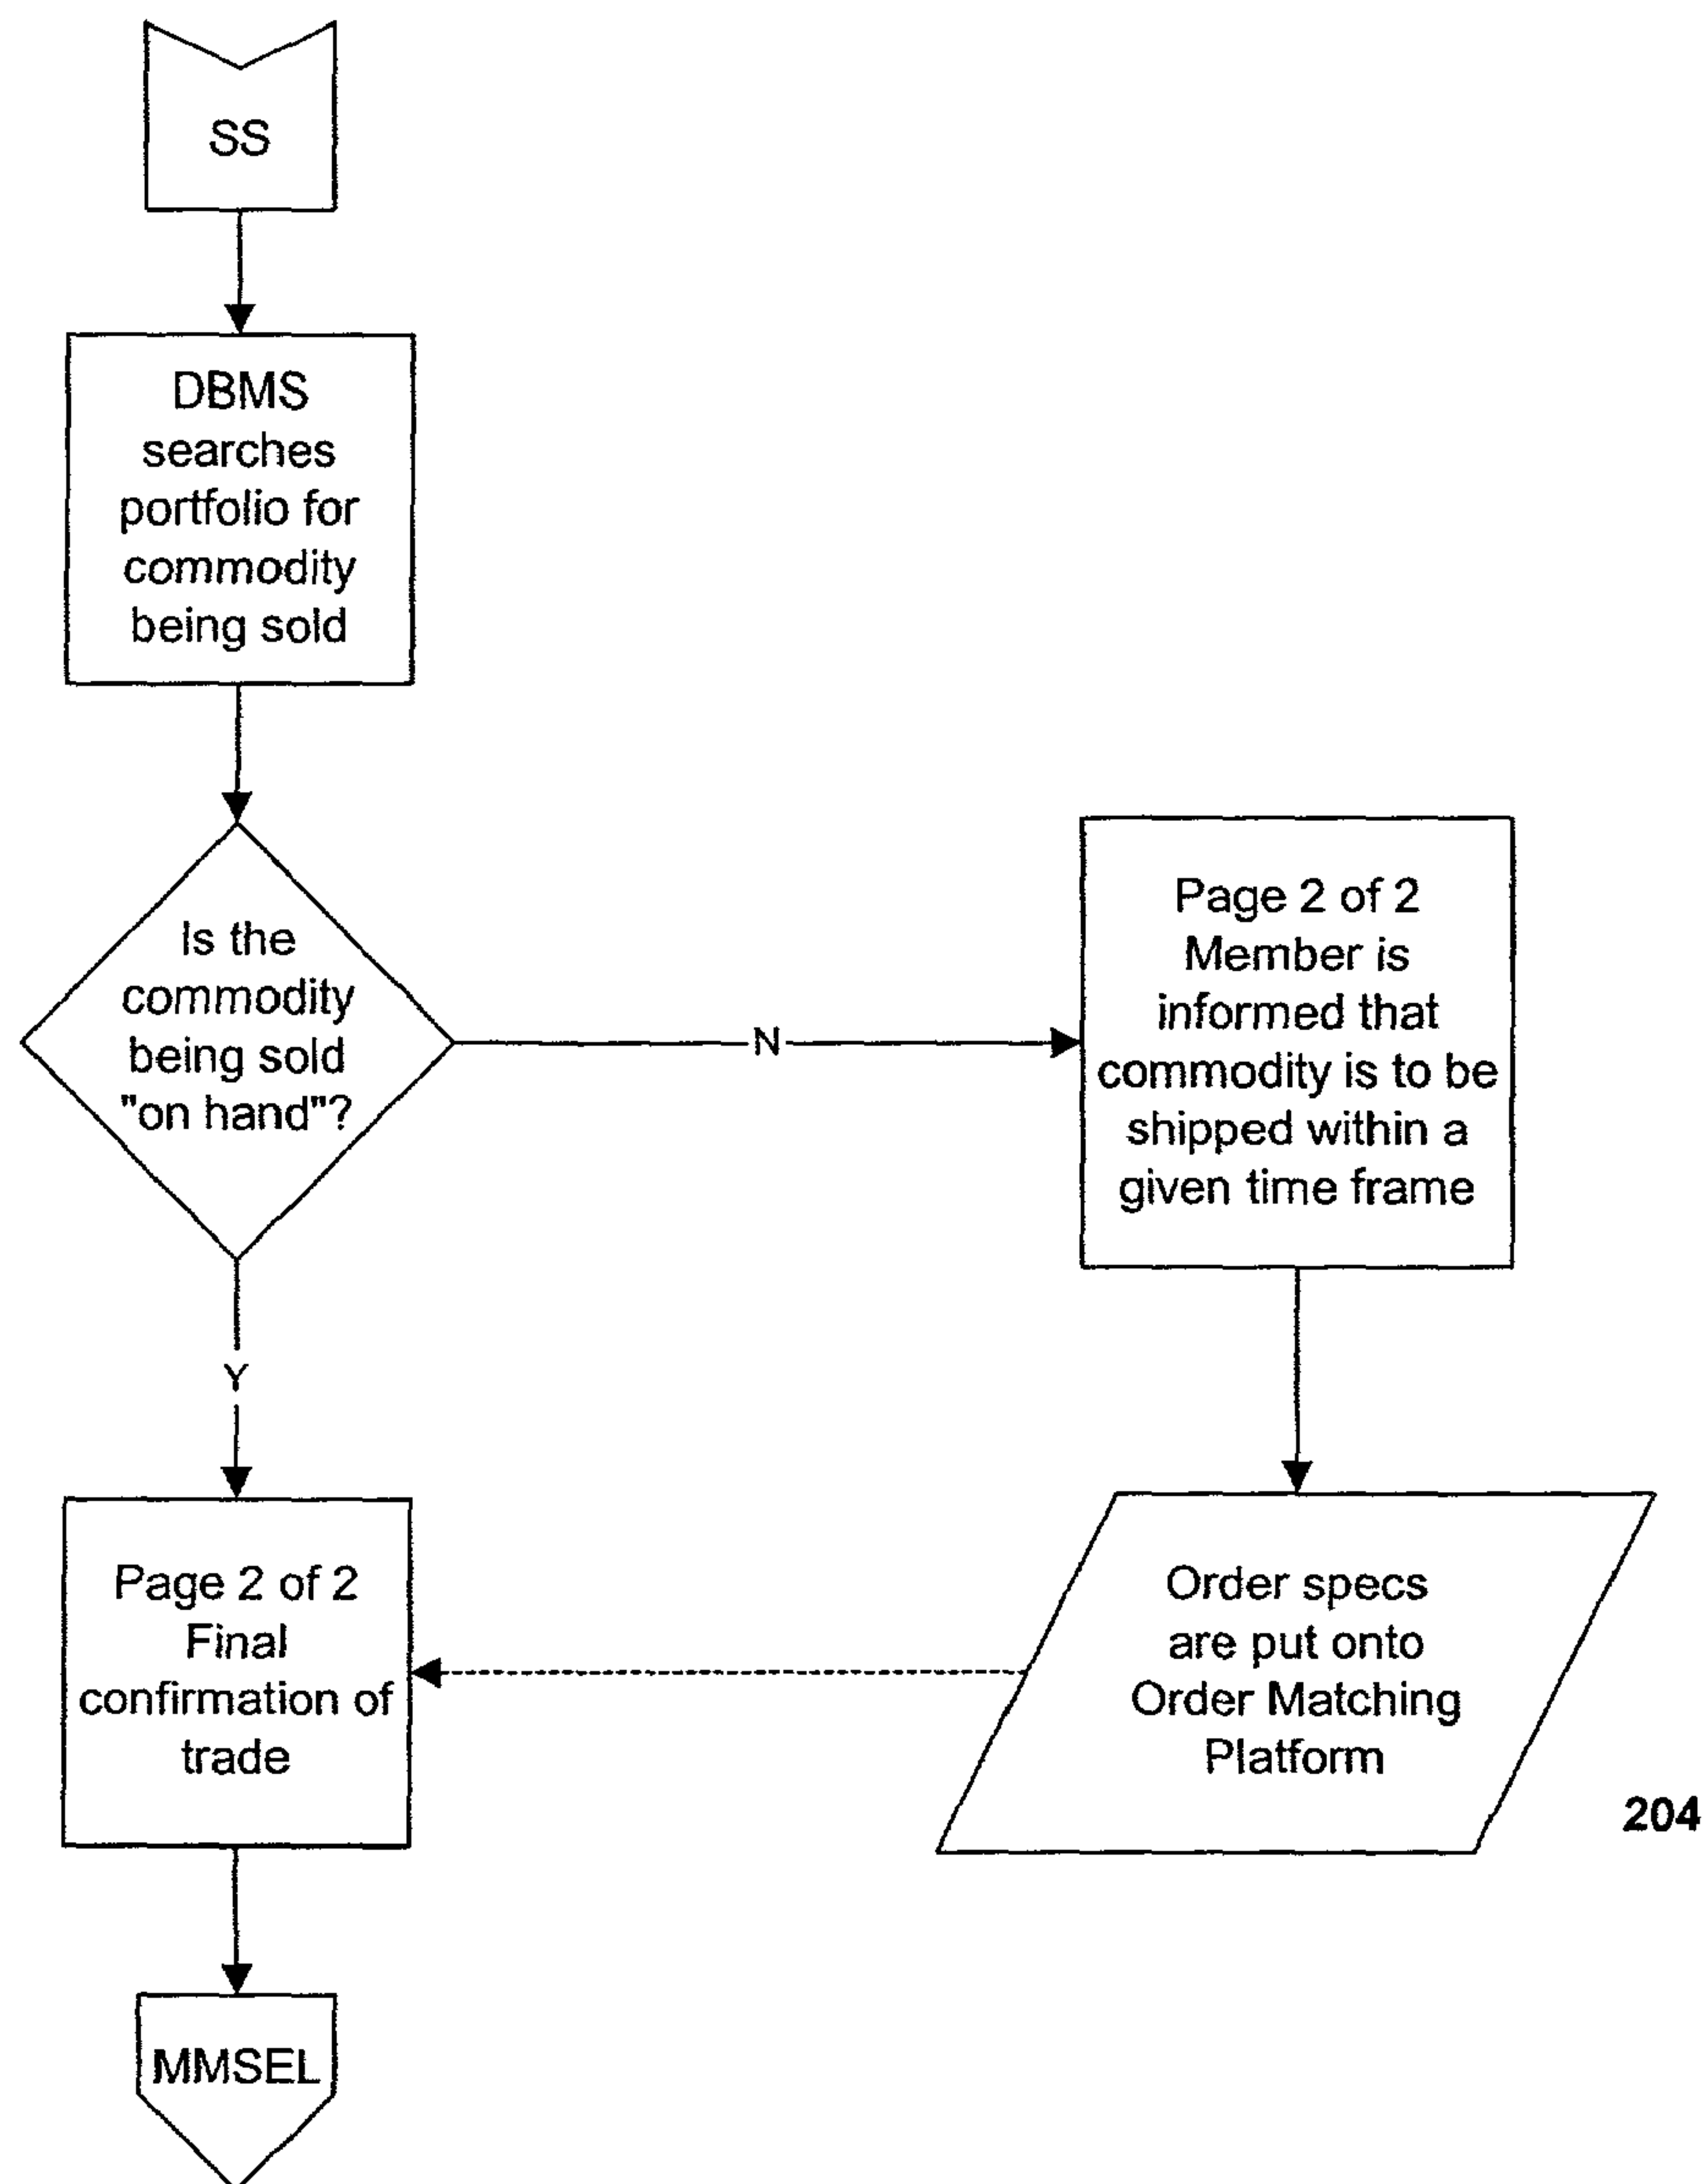 SS
DBMS
searches
portfolio for
commodity
being sold
Is the
commodity
being sold
"on hand"?
N
Page 2 of 2
Member is
informed that
commodity is to be
shipped within a
given time frame
Y
Page 2 of 2
Final
confirmation of
trade
Order specs
are put onto
Order Matching
Platform
204
MMSEL